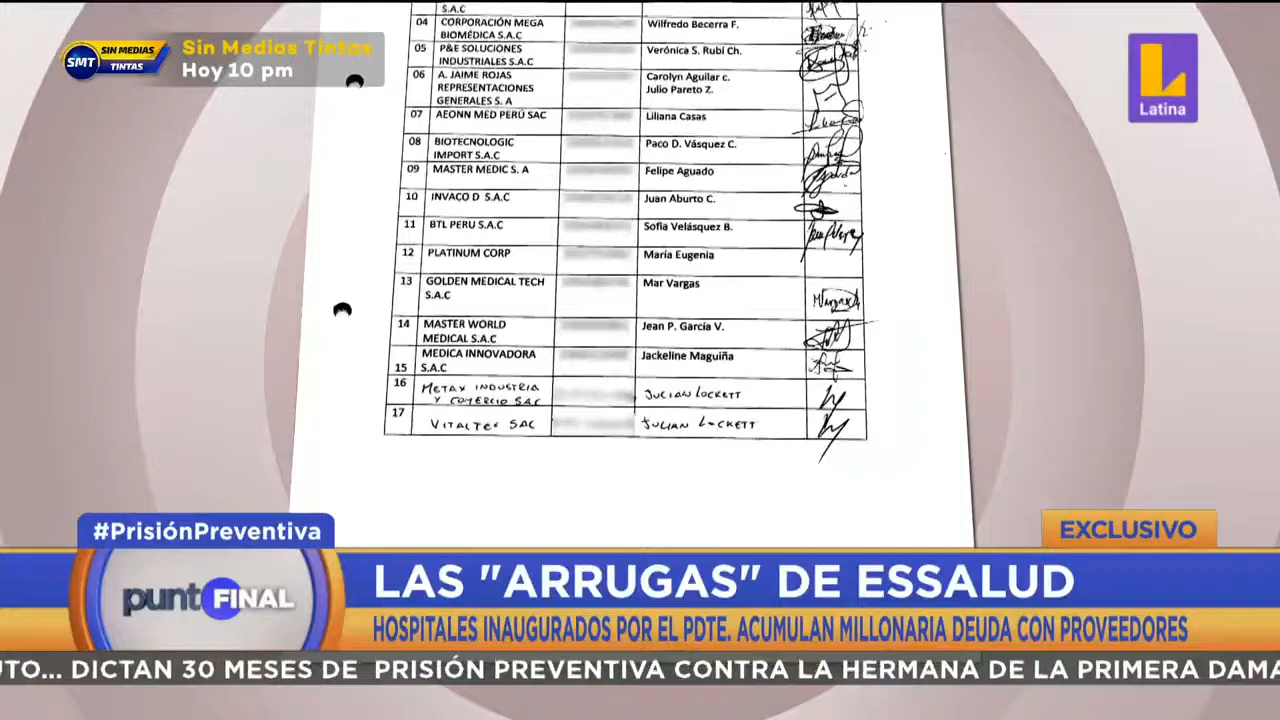 SMT
SIN MEDIAS
TINTAS
Sin Medias Tintas
Hoy 10 pm
Latina
S.A.C
04 CORPORACIÓN MEGA Wilfredo Becerra F.
BIOMÉDICA S.A.C
05 P&E SOLUCIONES Verónica S. Rubí Ch.
INDUSTRIALES S.A.C
06 A. JAIME ROJAS Carolyn Aguilar c.
REPRESENTACIONES Julio Pareto Z.
GENERALES S. A
07 AEONN MED PERÚ SAC Liliana Casas
08 BIOTECNOLOGIC Paco D. Vásquez C.
IMPORT S.A.C
09 MASTER MEDIC S. A Felipe Aguado
10 INVACO D S.A.C Juan Aburto C.
11 BTL PERU S.A.C Sofia Velásquez B.
12 PLATINUM CORP María Eugenia
13 GOLDEN MEDICAL TECH Mar Vargas
S.A.C
14 MASTER WORLD Jean P. García V.
MEDICAL S.A.C
MEDICA INNOVADORA Jackeline Maguiña
15 S.A.C
16 METAX INDUSTRIA JULIAN LOCKETT
Y COMERCIO SAC
17 VITALTEC SAC JULIAN LOCKETT
#PrisiónPreventiva
EXCLUSIVO
punto FINAL
LAS "ARRUGAS" DE ESSALUD
HOSPITALES INAUGURADOS POR EL PDTE. ACUMULAN MILLONARIA DEUDA CON PROVEEDORES
UTO... DICTAN 30 MESES DE PRISIÓN PREVENTIVA CONTRA LA HERMANA DE LA PRIMERA DAMA